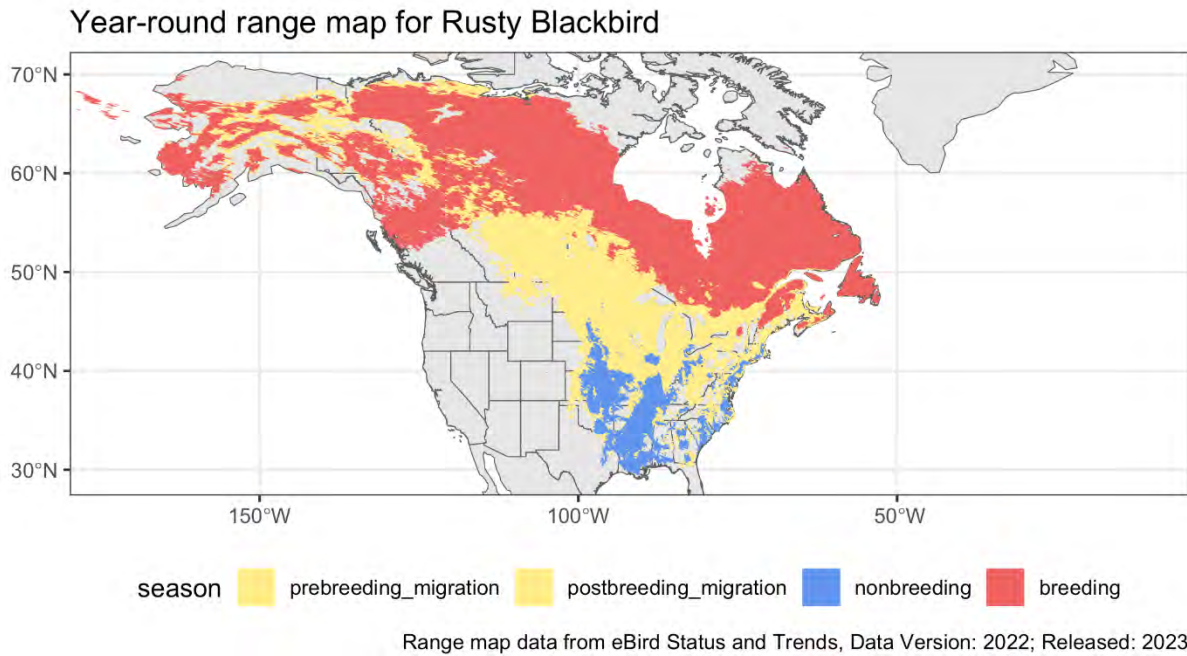 Year-round range map for Rusty Blackbird
70°N
60°N
50°N
40°N
30°N
150°W
100°W
50°W
season
prebreeding_migration
postbreeding_migration
nonbreeding
breeding
Range map data from eBird Status and Trends, Data Version: 2022; Released: 2023